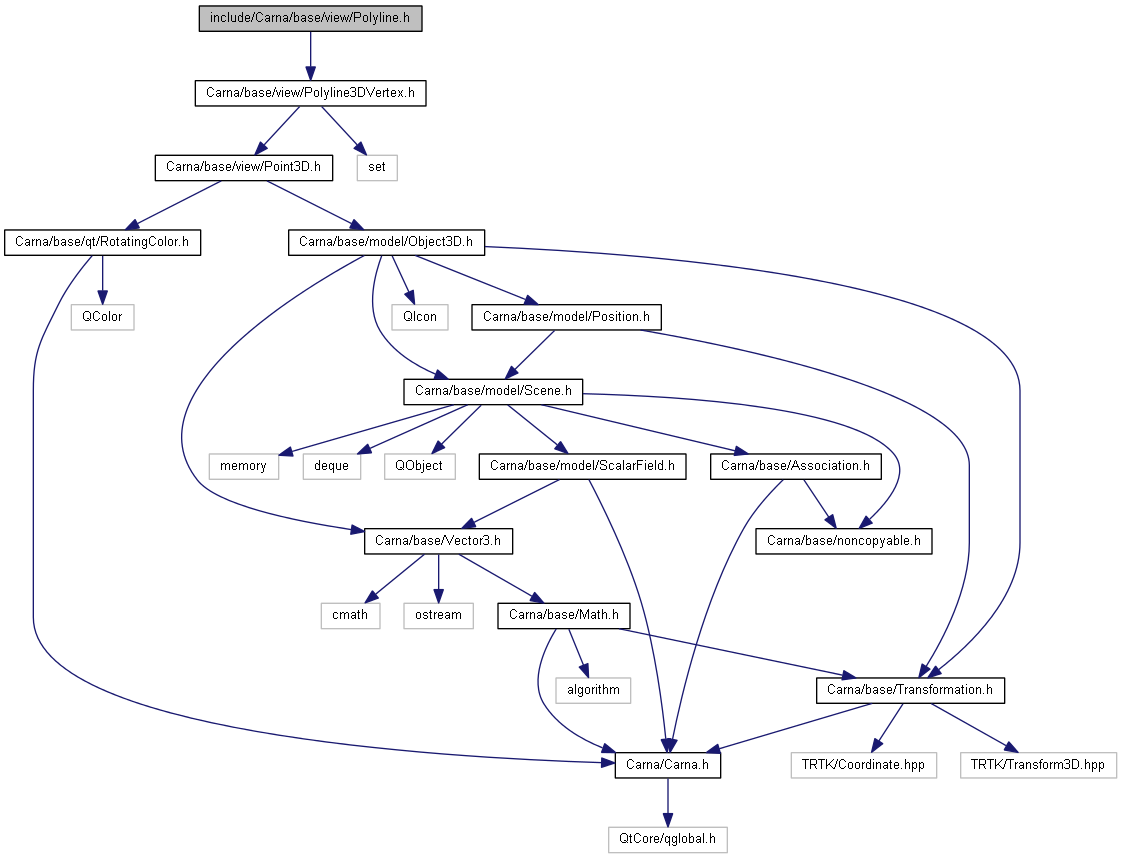 include/Carna/base/view/Polyline.h
Carna/base/view/Polyline3DVertex.h
Carna/base/view/Point3D.h
set
Carna/base/qt/RotatingColor.h
Carna/base/model/Object3D.h
QColor
QIcon
Carna/base/model/Position.h
Carna/base/model/Scene.h
memory
deque
QObject
Carna/base/model/ScalarField.h
Carna/base/Association.h
Carna/base/Vector3.h
Carna/base/noncopyable.h
cmath
ostream
Carna/base/Math.h
algorithm
Carna/base/Transformation.h
Carna/Carna.h
TRTK/Coordinate.hpp
TRTK/Transform3D.hpp
QtCore/qglobal.h